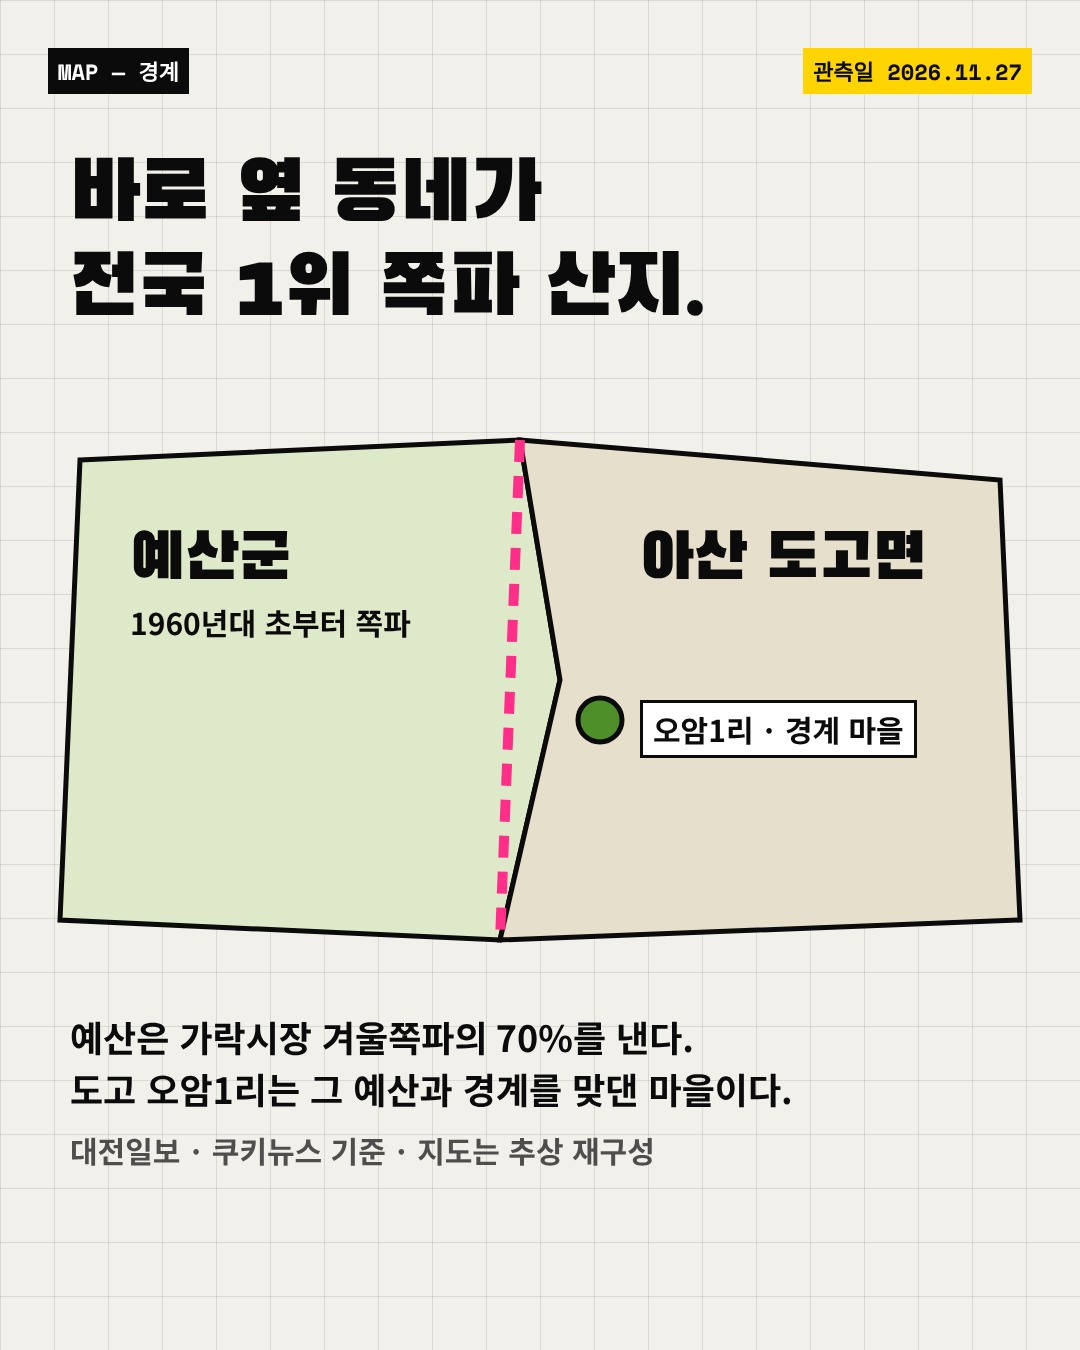 MAP — 경계
관측일 2026.11.27
바로 옆 동네가
전국 1위 쪽파 산지.
예산군
1960년대 초부터 쪽파
아산 도고면
오암1리 · 경계 마을
예산은 가락시장 겨울쪽파의 70%를 낸다.
도고 오암1리는 그 예산과 경계를 맞댄 마을이다.
대전일보 · 쿠키뉴스 기준 · 지도는 추상 재구성